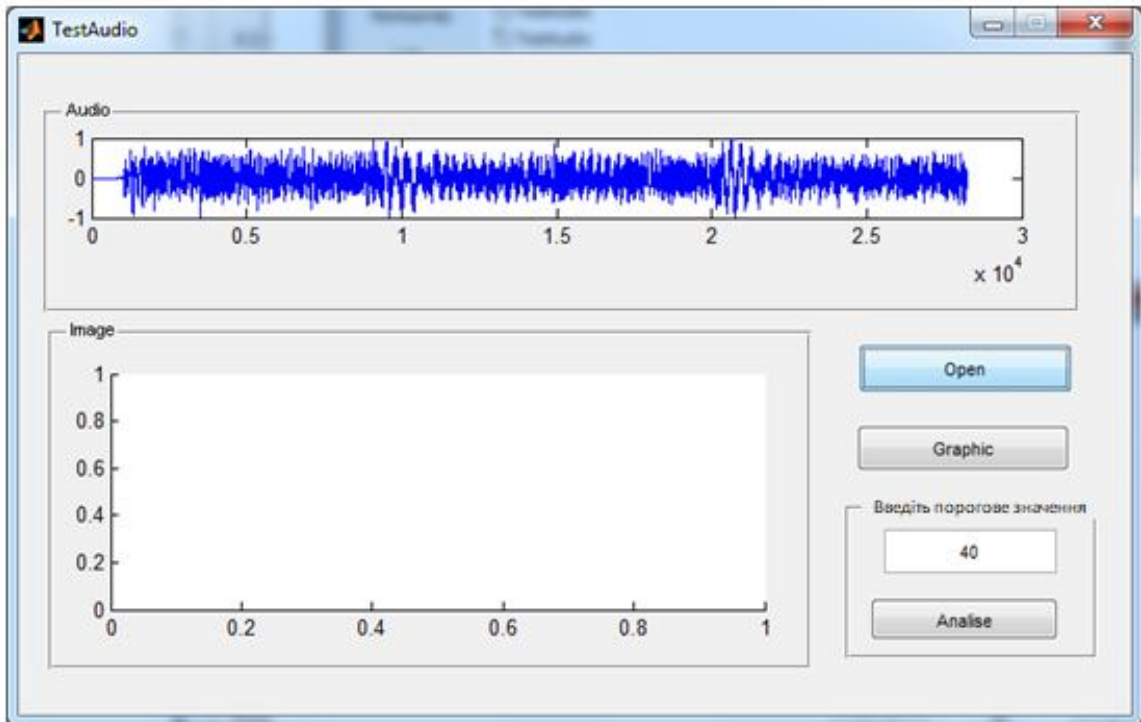 TestAudio
Audio
1
0
-1
0 0.5 1 1.5 2 2.5 3
x 10^4
Image
1
0.8
0.6
0.4
0.2
0
0 0.2 0.4 0.6 0.8 1
Open
Graphic
Введіть порогове значення
40
Analise